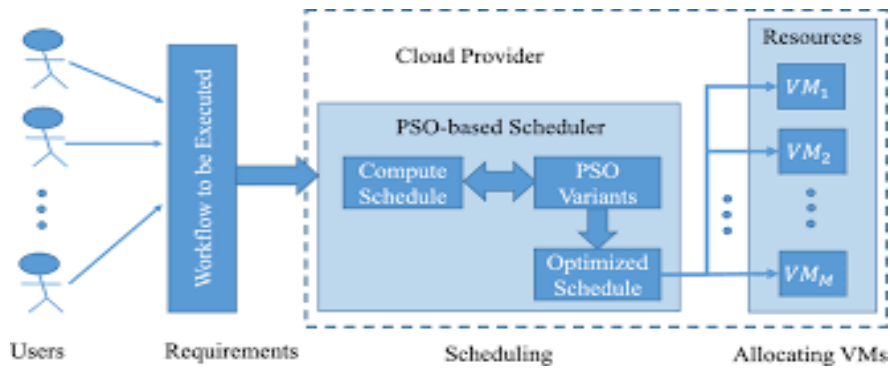 Cloud Provider
Resources
Workflow to be Executed
PSO-based Scheduler
Compute
Schedule
PSO
Variants
Optimized
Schedule
VM₁
VM₂
VM_M
Users
Requirements
Scheduling
Allocating VMs